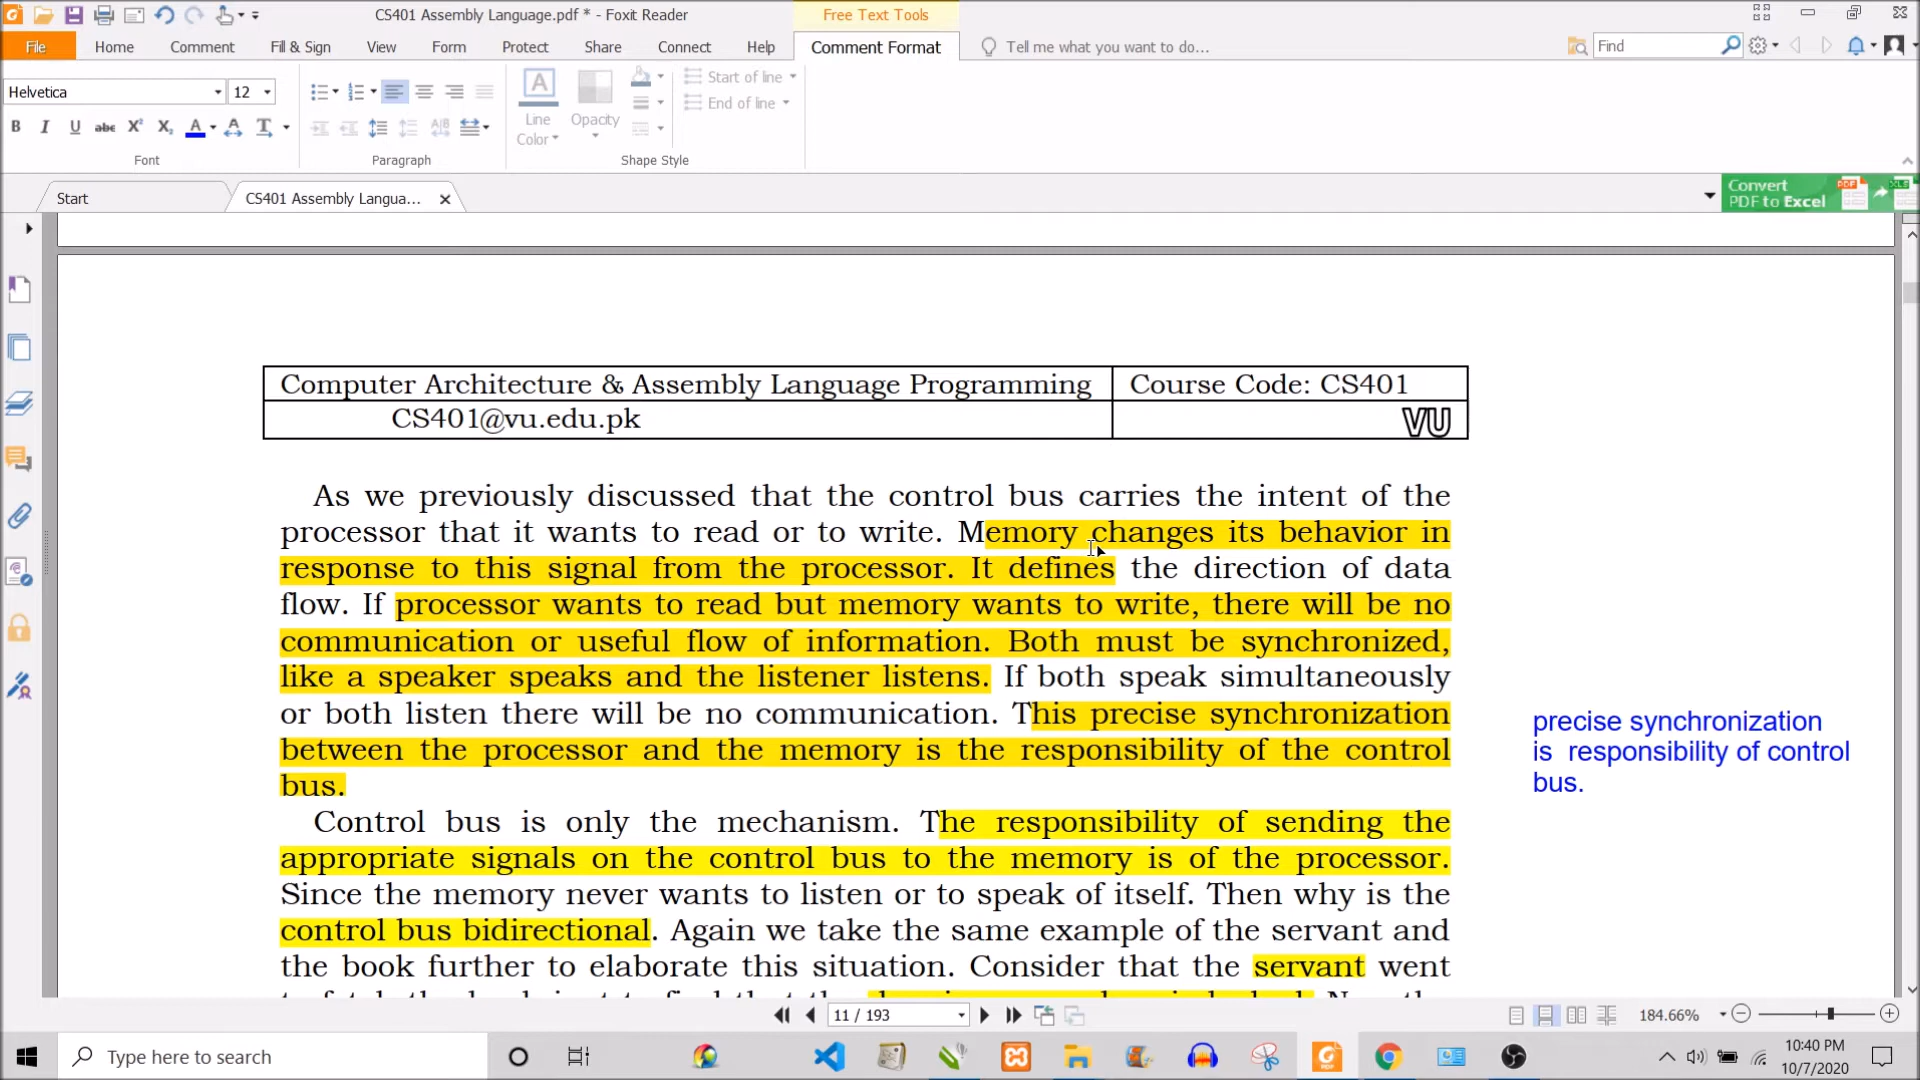 CS401 Assembly Language.pdf * - Foxit Reader
Free Text Tools
File
Home
Comment
Fill & Sign
View
Form
Protect
Share
Connect
Help
Comment Format
Tell me what you want to do...
Find
Helvetica
12
Start of line
End of line
Line
Color
Opacity
Font
Paragraph
Shape Style
Start
CS401 Assembly Langua...
Convert
PDF to Excel
Computer Architecture & Assembly Language Programming
Course Code: CS401
CS401@vu.edu.pk
VU
As we previously discussed that the control bus carries the intent of the
processor that it wants to read or to write. Memory changes its behavior in
response to this signal from the processor. It defines the direction of data
flow. If processor wants to read but memory wants to write, there will be no
communication or useful flow of information. Both must be synchronized,
like a speaker speaks and the listener listens. If both speak simultaneously
or both listen there will be no communication. This precise synchronization
between the processor and the memory is the responsibility of the control
bus.
precise synchronization
is responsibility of control
bus.
Control bus is only the mechanism. The responsibility of sending the
appropriate signals on the control bus to the memory is of the processor.
Since the memory never wants to listen or to speak of itself. Then why is the
control bus bidirectional. Again we take the same example of the servant and
the book further to elaborate this situation. Consider that the servant went
11 / 193
184.66%
Type here to search
10:40 PM
10/7/2020